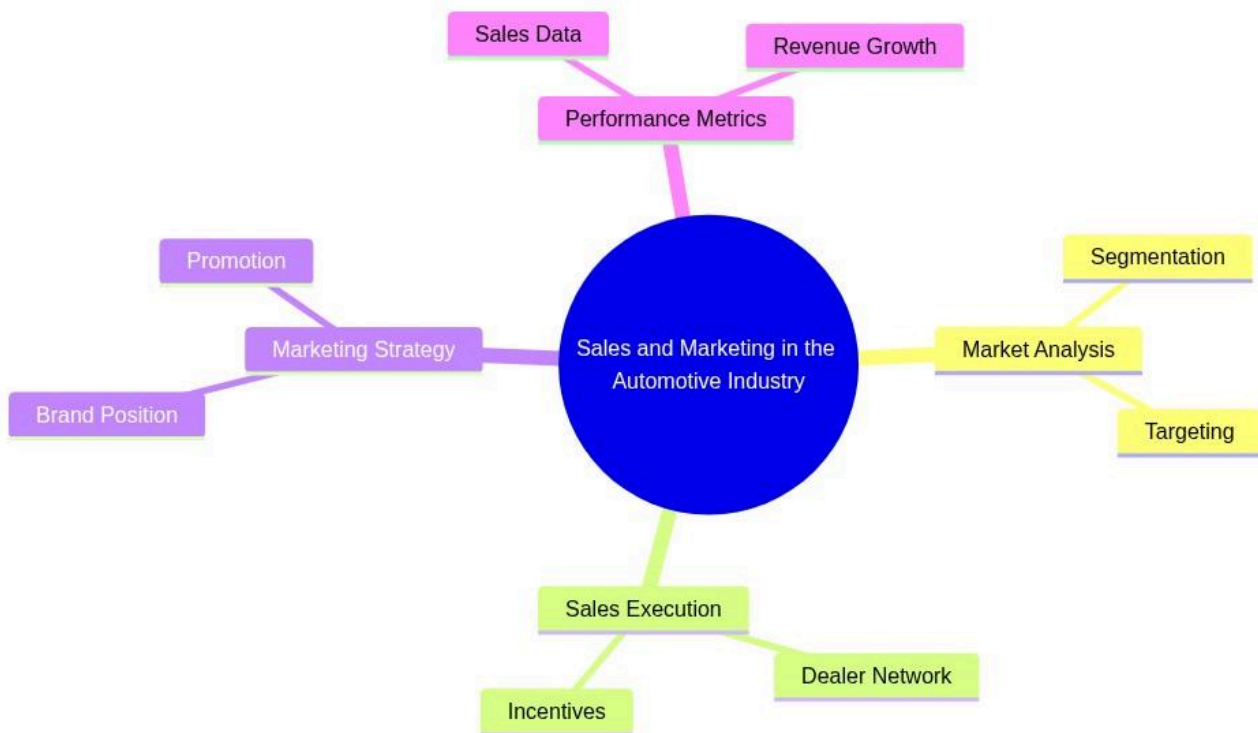 Sales Data
Revenue Growth
Performance Metrics
Promotion
Segmentation
Marketing Strategy
Sales and Marketing in the
Automotive Industry
Market Analysis
Brand Position
Targeting
Sales Execution
Dealer Network
Incentives